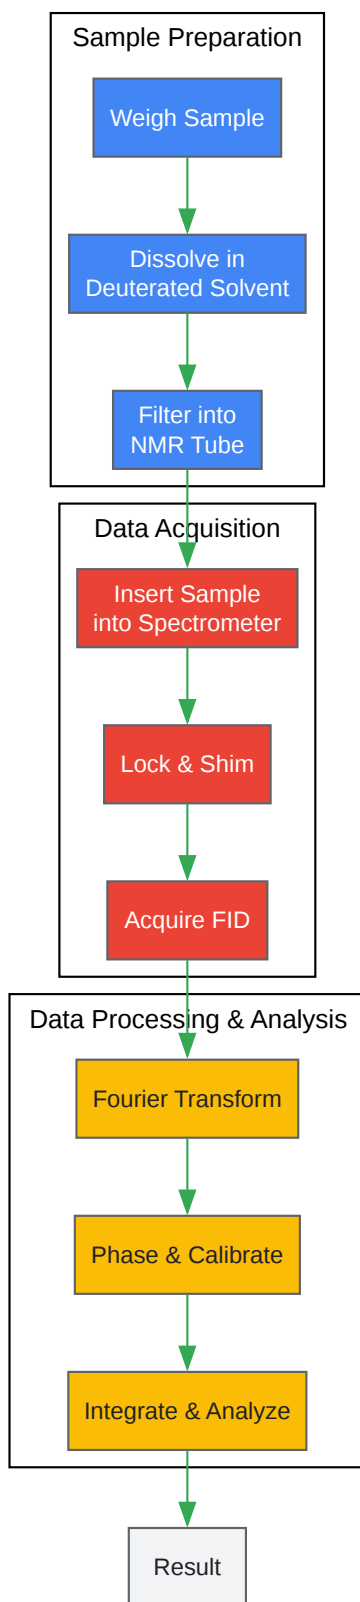 Sample Preparation
Weigh Sample
Dissolve in
Deuterated Solvent
Filter into
NMR Tube
Data Acquisition
Insert Sample
into Spectrometer
Lock & Shim
Acquire FID
Data Processing & Analysis
Fourier Transform
Phase & Calibrate
Integrate & Analyze
Result